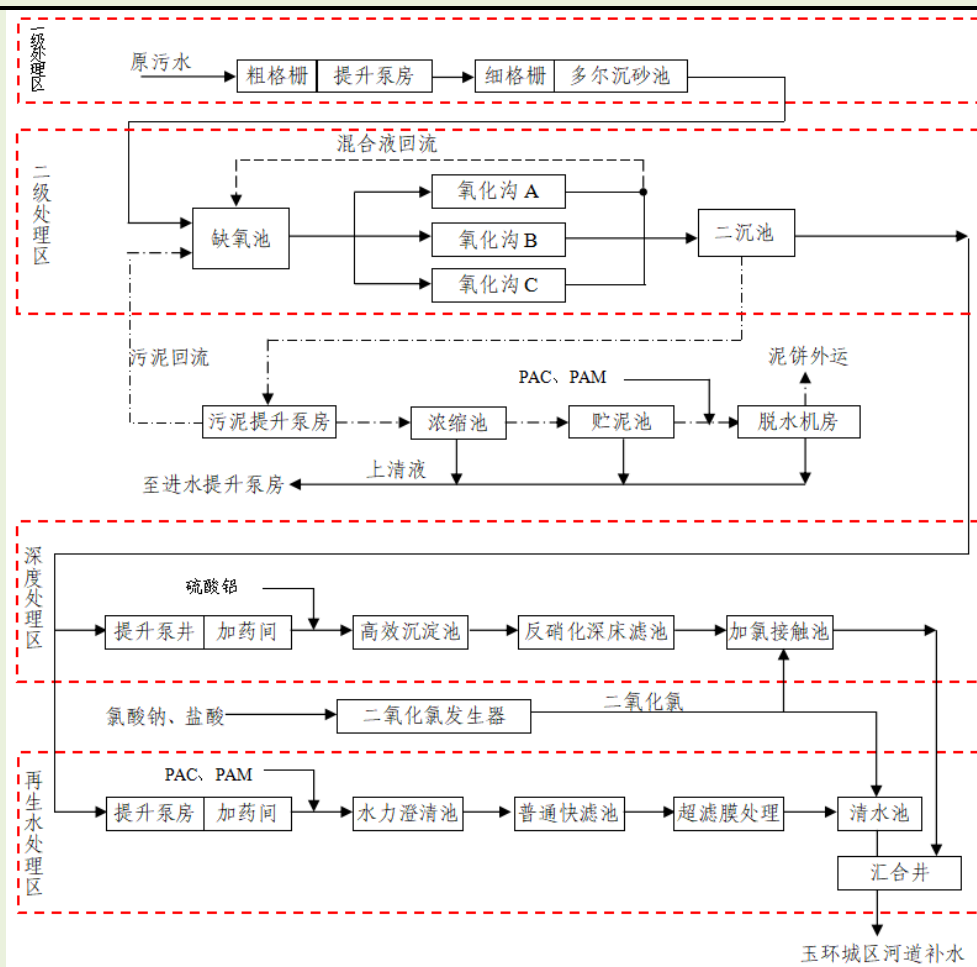 一级处理区
原污水
粗格栅 提升泵房 细格栅 多尔沉砂池
二级处理区
混合液回流
氧化沟 A
缺氧池 氧化沟 B 二沉池
氧化沟 C
污泥回流
PAC、PAM
泥饼外运
污泥提升泵房 浓缩池 贮泥池 脱水机房
上清液
至进水提升泵房
深度处理区
硫酸铝
提升泵井 加药间 高效沉淀池 反硝化深床滤池 加氯接触池
氯酸钠、盐酸 二氧化氯发生器 二氧化氯
再生水处理区
PAC、PAM
提升泵房 加药间 水力澄清池 普通快滤池 超滤膜处理 清水池
汇合井
玉环城区河道补水